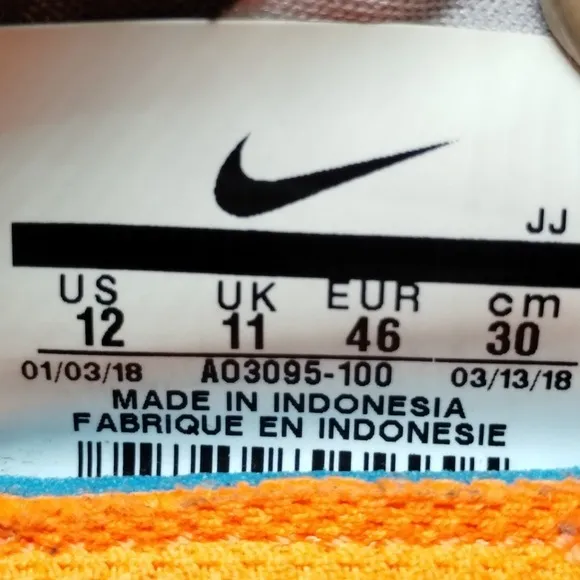 JJ
US UK EUR cm
12 11 46 30
01/03/18 AO3095-100 03/13/18
MADE IN INDONESIA
FABRIQUE EN INDONESIE